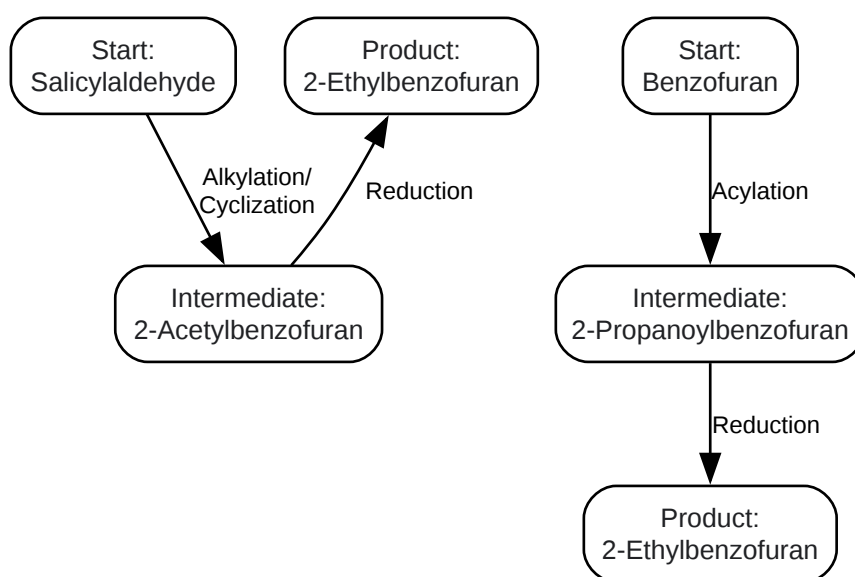 Start:
Salicylaldehyde
Product:
2-Ethylbenzofuran
Start:
Benzofuran
Alkylation/
Cyclization
Reduction
Acylation
Intermediate:
2-Acetylbenzofuran
Intermediate:
2-Propanoylbenzofuran
Reduction
Product:
2-Ethylbenzofuran